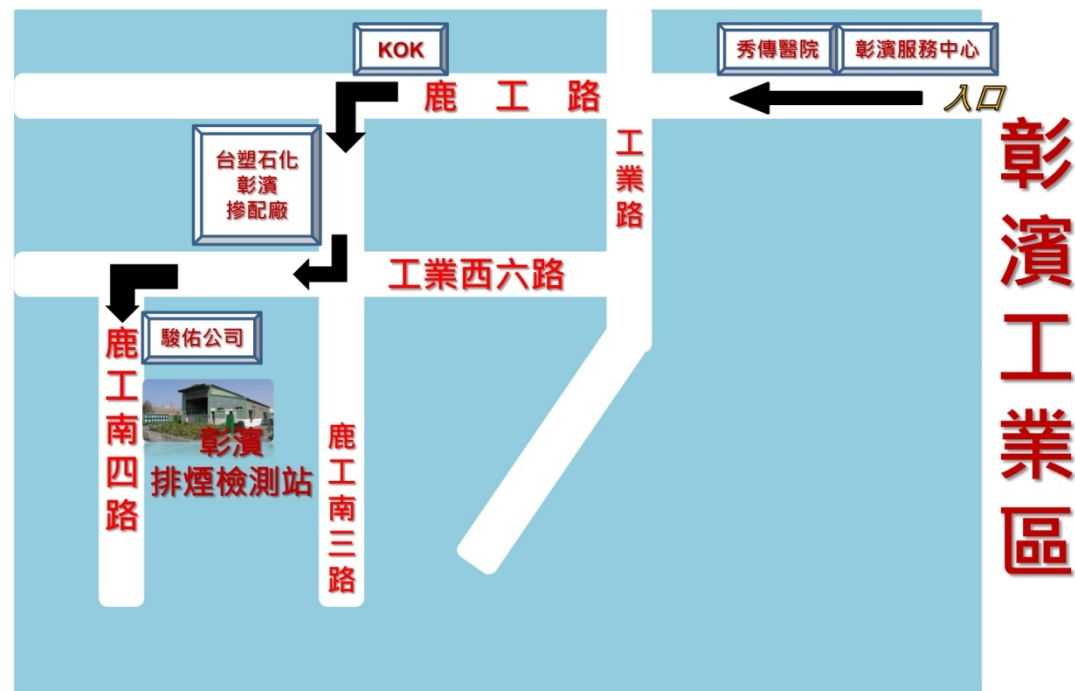 KOK
秀傳醫院
彰濱服務中心
鹿工路
入口
台塑石化
彰濱
摻配廠
工業路
工業西六路
駿佑公司
鹿工南四路
彰濱
排煙檢測站
鹿工南三路
彰濱工業區